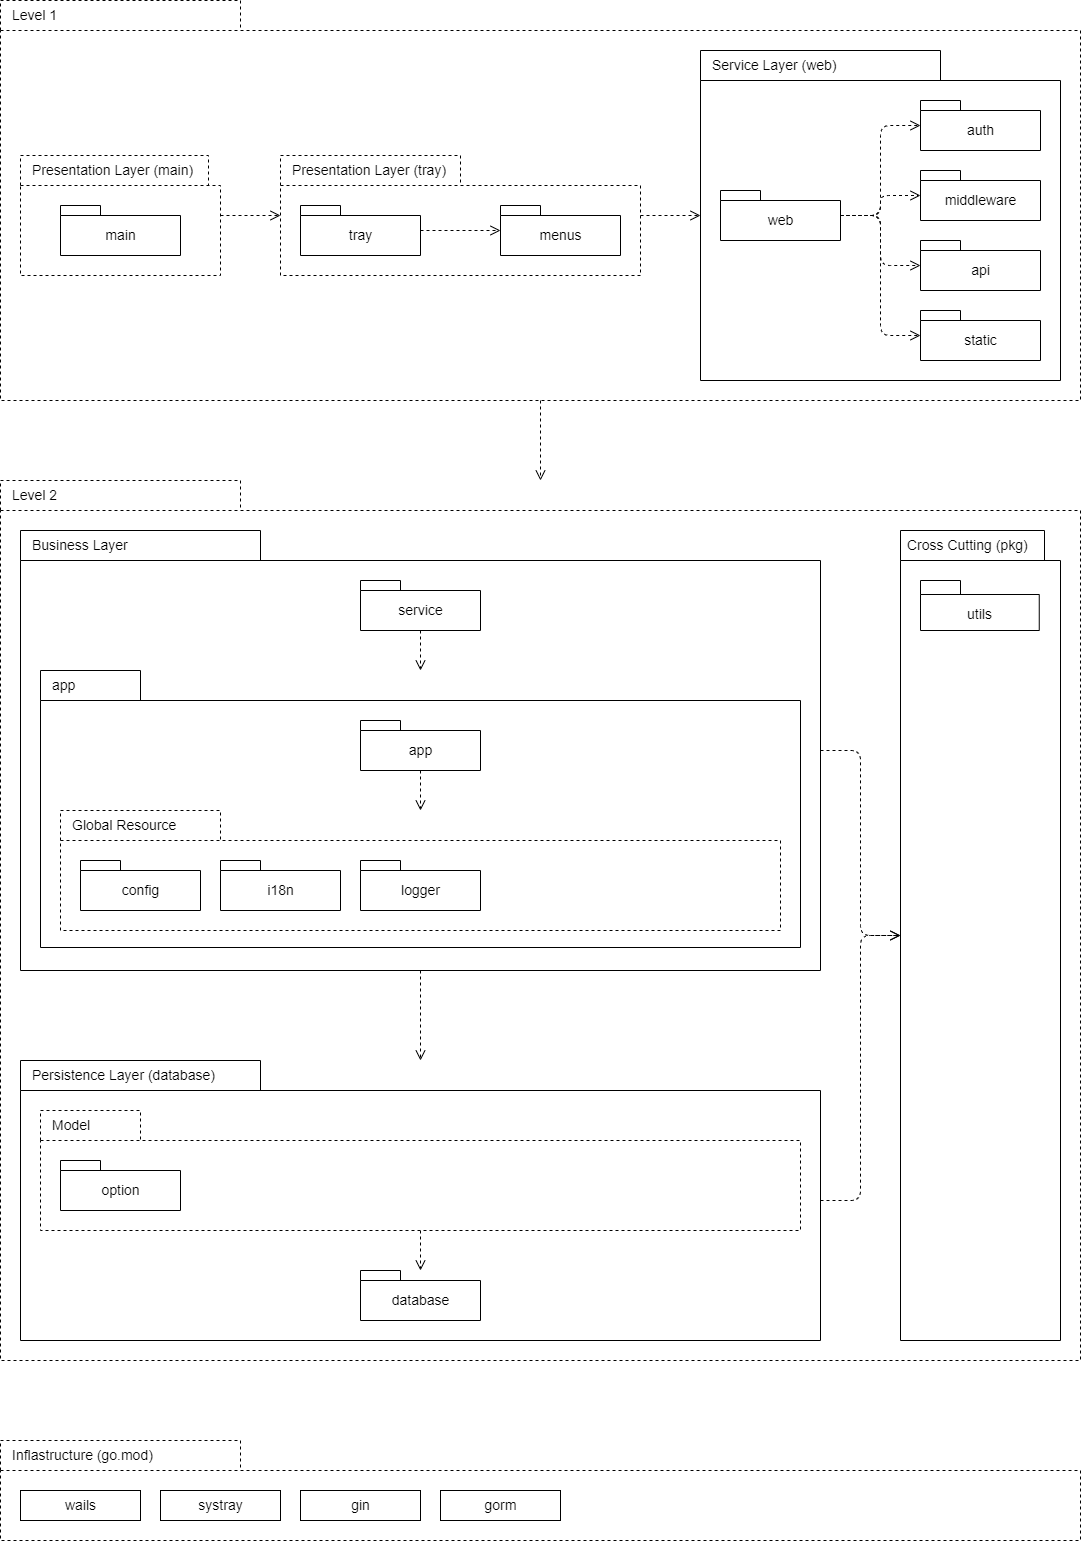 Level 1
Service Layer (web)
auth
Presentation Layer (main)
Presentation Layer (tray)
middleware
web
main
tray
menus
api
static
Level 2
Business Layer
Cross Cutting (pkg)
service
utils
app
app
Global Resource
config
i18n
logger
Persistence Layer (database)
Model
option
database
Inflastructure (go.mod)
wails
systray
gin
gorm